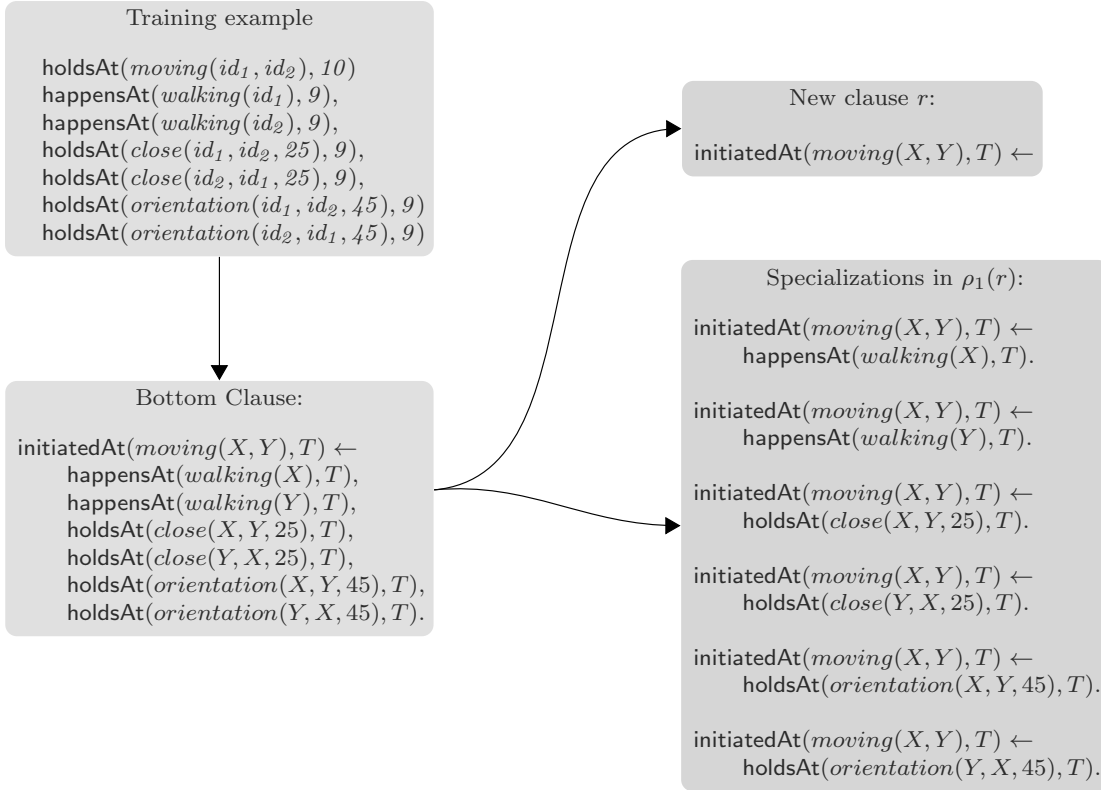 Training example
holdsAt(moving(id₁, id₂), 10)
happensAt(walking(id₁), 9),
happensAt(walking(id₂), 9),
holdsAt(close(id₁, id₂, 25), 9),
holdsAt(close(id₂, id₁, 25), 9),
holdsAt(orientation(id₁, id₂, 45), 9)
holdsAt(orientation(id₂, id₁, 45), 9)
Bottom Clause:
initiatedAt(moving(X, Y), T) ←
happensAt(walking(X), T),
happensAt(walking(Y), T),
holdsAt(close(X, Y, 25), T),
holdsAt(close(Y, X, 25), T),
holdsAt(orientation(X, Y, 45), T),
holdsAt(orientation(Y, X, 45), T).
New clause r:
initiatedAt(moving(X, Y), T) ←
Specializations in ρ₁(r):
initiatedAt(moving(X, Y), T) ←
happensAt(walking(X), T).
initiatedAt(moving(X, Y), T) ←
happensAt(walking(Y), T).
initiatedAt(moving(X, Y), T) ←
holdsAt(close(X, Y, 25), T).
initiatedAt(moving(X, Y), T) ←
holdsAt(close(Y, X, 25), T).
initiatedAt(moving(X, Y), T) ←
holdsAt(orientation(X, Y, 45), T).
initiatedAt(moving(X, Y), T) ←
holdsAt(orientation(Y, X, 45), T).